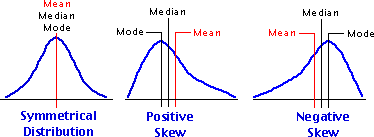 Mean
Median
Mode
Symmetrical
Distribution
Median
Mode
Mean
Positive
Skew
Median
Mean
Mode
Negative
Skew